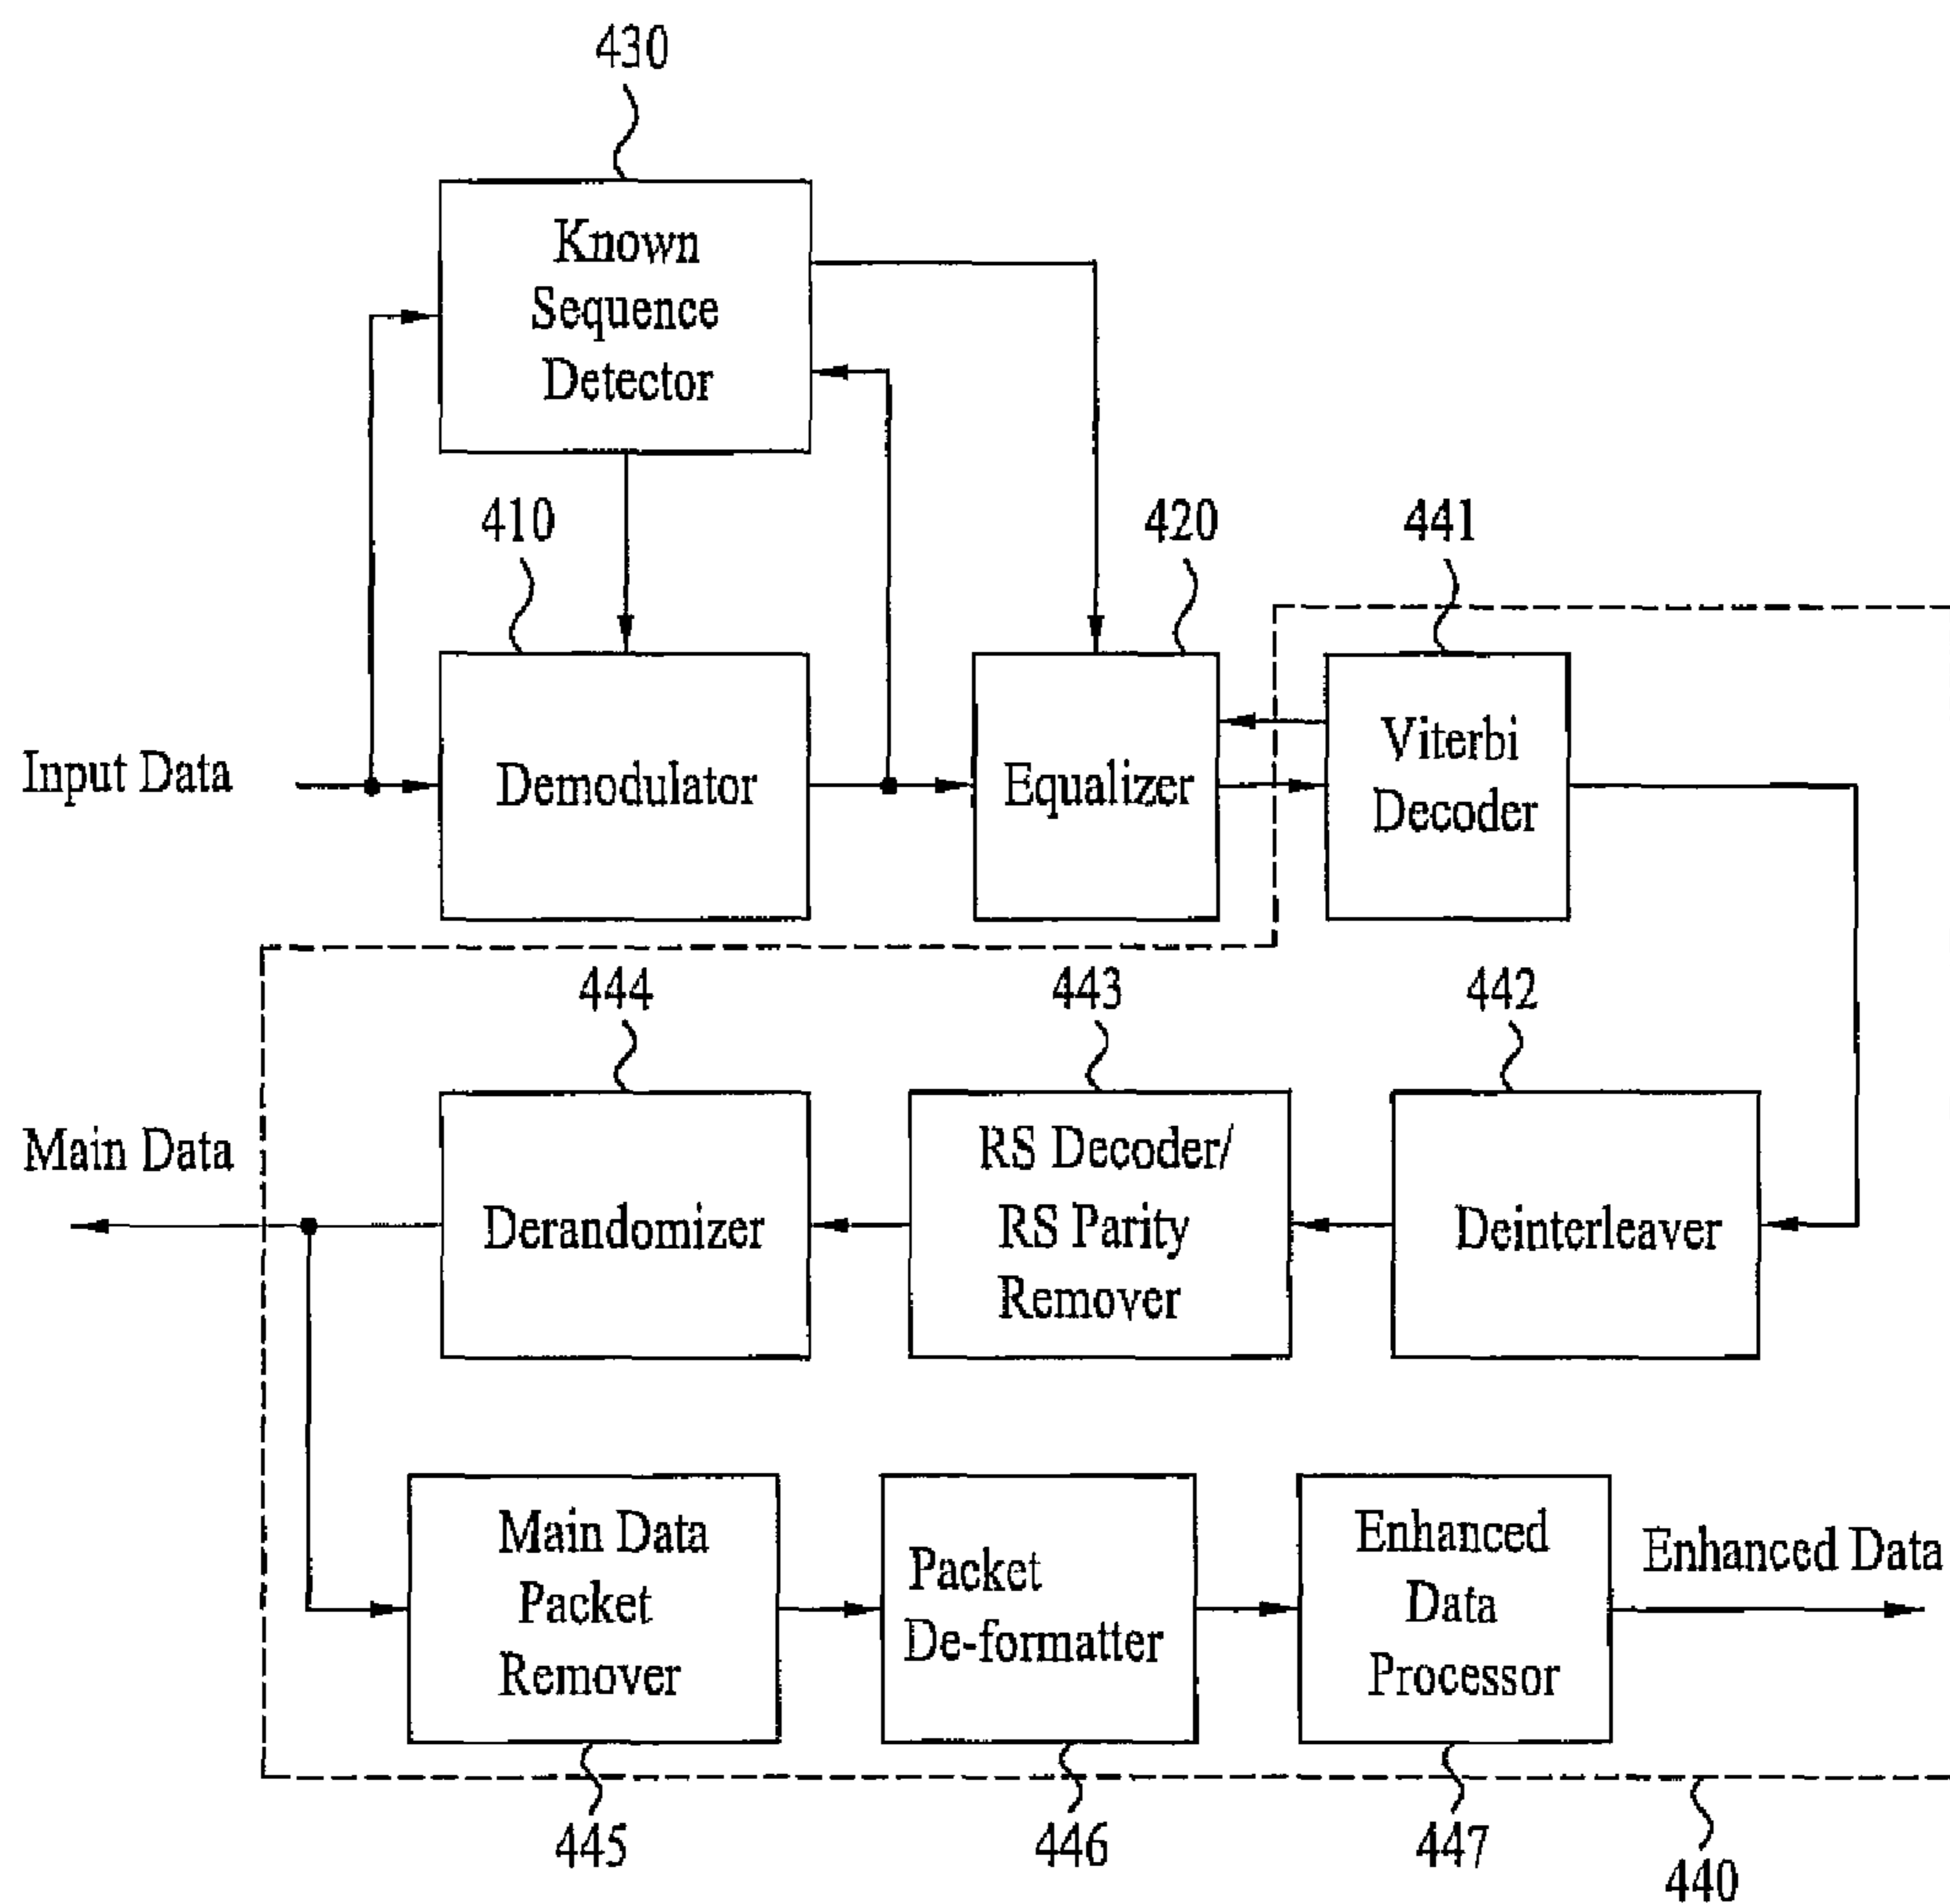 430
Known
Sequence
Detector
410
420
441
Input Data
Demodulator
Equalizer
Viterbi
Decoder
444
443
442
Main Data
Derandomizer
RS Decoder/
RS Parity
Remover
Deinterleaver
Main Data
Packet
Remover
Packet
De-formatter
Enhanced
Data
Processor
Enhanced Data
445
446
447
440